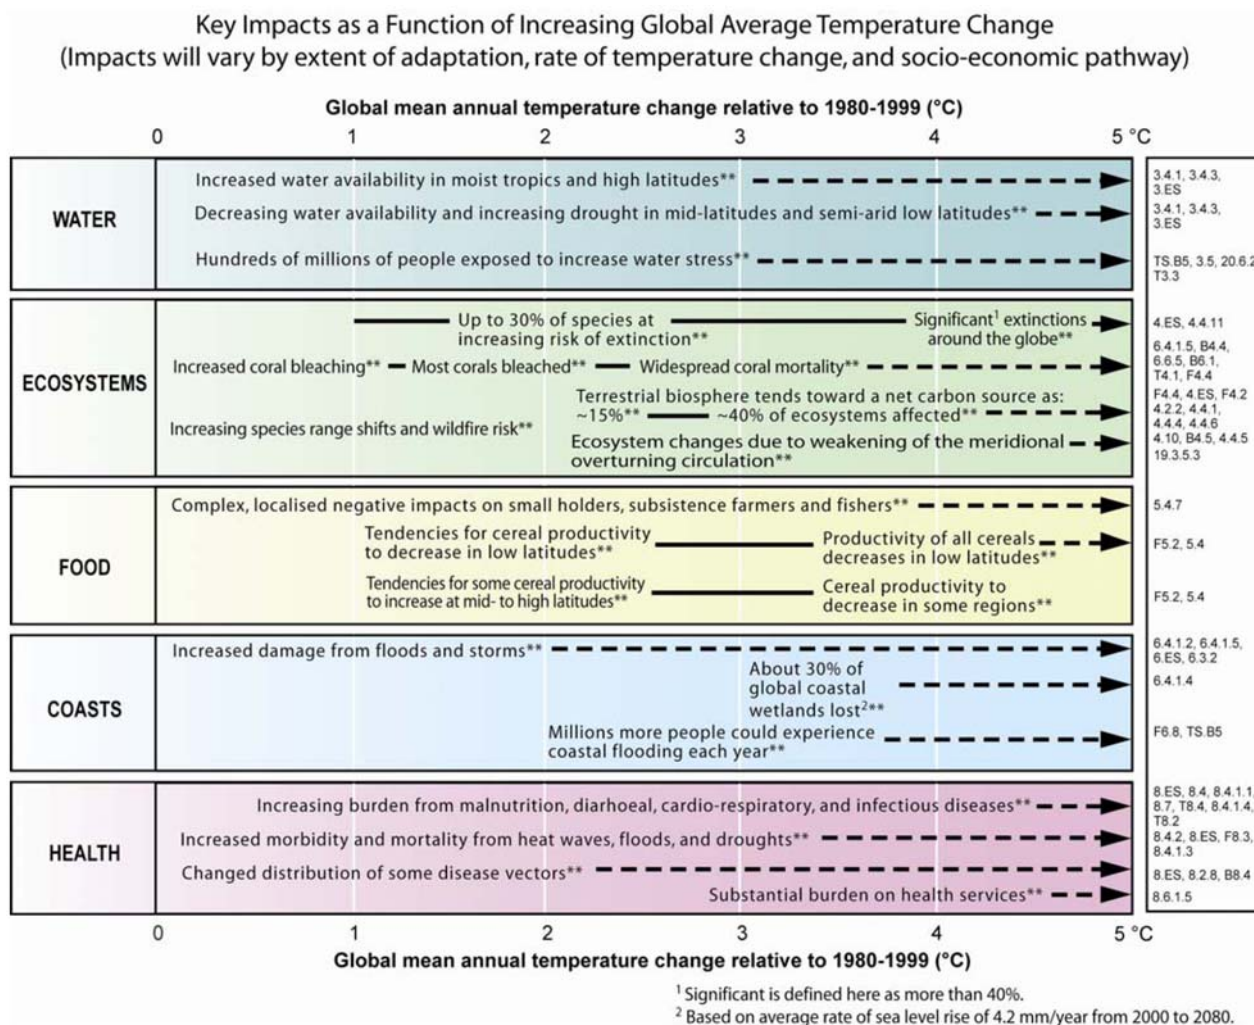 Key Impacts as a Function of Increasing Global Average Temperature Change
(Impacts will vary by extent of adaptation, rate of temperature change, and socio-economic pathway)
Global mean annual temperature change relative to 1980-1999 (°C)
0 1 2 3 4 5 °C
WATER
Increased water availability in moist tropics and high latitudes**
3.4.1, 3.4.3,
3.ES
Decreasing water availability and increasing drought in mid-latitudes and semi-arid low latitudes**
3.4.1, 3.4.3,
3.ES
Hundreds of millions of people exposed to increase water stress**
TS.B5, 3.5, 20.6.2
T3.3
ECOSYSTEMS
Up to 30% of species at
increasing risk of extinction**
Significant¹ extinctions
around the globe**
4.ES, 4.4.11
Increased coral bleaching** Most corals bleached** Widespread coral mortality**
6.4.1.5, B4.4,
6.6.5, B6.1,
T4.1, F4.4
Terrestrial biosphere tends toward a net carbon source as:
~15%** ~40% of ecosystems affected**
F4.4, 4.ES, F4.2
4.2.2, 4.4.1,
4.4.4, 4.4.6
4.10, B4.5, 4.4.5
19.3.5.3
Increasing species range shifts and wildfire risk**
Ecosystem changes due to weakening of the meridional
overturning circulation**
FOOD
Complex, localised negative impacts on small holders, subsistence farmers and fishers**
5.4.7
Tendencies for cereal productivity
to decrease in low latitudes**
Productivity of all cereals
decreases in low latitudes**
F5.2, 5.4
Tendencies for some cereal productivity
to increase at mid- to high latitudes**
Cereal productivity to
decrease in some regions**
F5.2, 5.4
COASTS
Increased damage from floods and storms**
6.4.1.2, 6.4.1.5,
6.ES, 6.3.2
About 30% of
global coastal
wetlands lost²**
6.4.1.4
Millions more people could experience
coastal flooding each year**
F6.8, TS.B5
HEALTH
Increasing burden from malnutrition, diarhoeal, cardio-respiratory, and infectious diseases**
8.ES, 8.4, 8.4.1.1,
8.7, T8.4, 8.4.1.4,
T8.2
Increased morbidity and mortality from heat waves, floods, and droughts**
8.4.2, 8.ES, F8.3,
8.4.1.3
Changed distribution of some disease vectors**
8.ES, 8.2.8, B8.4
Substantial burden on health services**
8.6.1.5
0 1 2 3 4 5 °C
Global mean annual temperature change relative to 1980-1999 (°C)
¹ Significant is defined here as more than 40%.
² Based on average rate of sea level rise of 4.2 mm/year from 2000 to 2080.